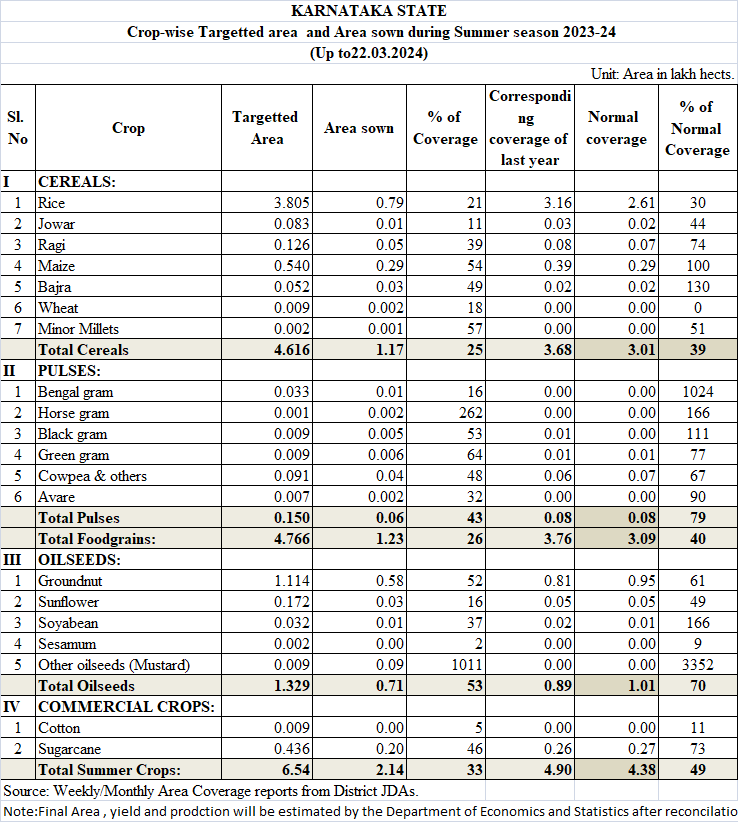 KARNATAKA STATE
Crop-wise Targetted area and Area sown during Summer season 2023-24
(Up to22.03.2024)
Unit: Area in lakh hects.
Sl. No Crop Targetted Area Area sown % of Coverage Correspondi ng coverage of last year Normal coverage % of Normal Coverage
I CEREALS:
1 Rice 3.805 0.79 21 3.16 2.61 30
2 Jowar 0.083 0.01 11 0.03 0.02 44
3 Ragi 0.126 0.05 39 0.08 0.07 74
4 Maize 0.540 0.29 54 0.39 0.29 100
5 Bajra 0.052 0.03 49 0.02 0.02 130
6 Wheat 0.009 0.002 18 0.00 0.00 0
7 Minor Millets 0.002 0.001 57 0.00 0.00 51
Total Cereals 4.616 1.17 25 3.68 3.01 39
II PULSES:
1 Bengal gram 0.033 0.01 16 0.00 0.00 1024
2 Horse gram 0.001 0.002 262 0.00 0.00 166
3 Black gram 0.009 0.005 53 0.01 0.00 111
4 Green gram 0.009 0.006 64 0.01 0.01 77
5 Cowpea & others 0.091 0.04 48 0.06 0.07 67
6 Avare 0.007 0.002 32 0.00 0.00 90
Total Pulses 0.150 0.06 43 0.08 0.08 79
Total Foodgrains: 4.766 1.23 26 3.76 3.09 40
III OILSEEDS:
1 Groundnut 1.114 0.58 52 0.81 0.95 61
2 Sunflower 0.172 0.03 16 0.05 0.05 49
3 Soyabean 0.032 0.01 37 0.02 0.01 166
4 Sesamum 0.002 0.00 2 0.00 0.00 9
5 Other oilseeds (Mustard) 0.009 0.09 1011 0.00 0.00 3352
Total Oilseeds 1.329 0.71 53 0.89 1.01 70
IV COMMERCIAL CROPS:
1 Cotton 0.009 0.00 5 0.00 0.00 11
2 Sugarcane 0.436 0.20 46 0.26 0.27 73
Total Summer Crops: 6.54 2.14 33 4.90 4.38 49
Source: Weekly/Monthly Area Coverage reports from District JDAs.
Note:Final Area , yield and prodction will be estimated by the Department of Economics and Statistics after reconcilatio